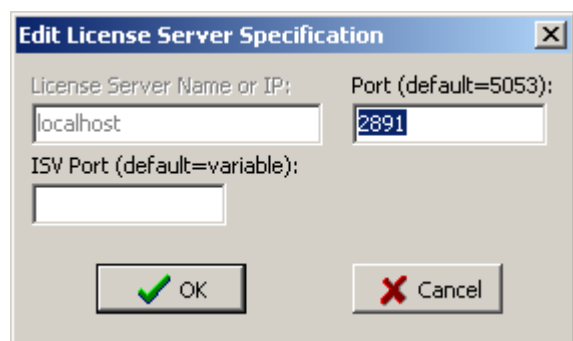 Edit License Server Specification
License Server Name or IP: Port (default=5053):
localhost 2891
ISV Port (default=variable):
OK Cancel